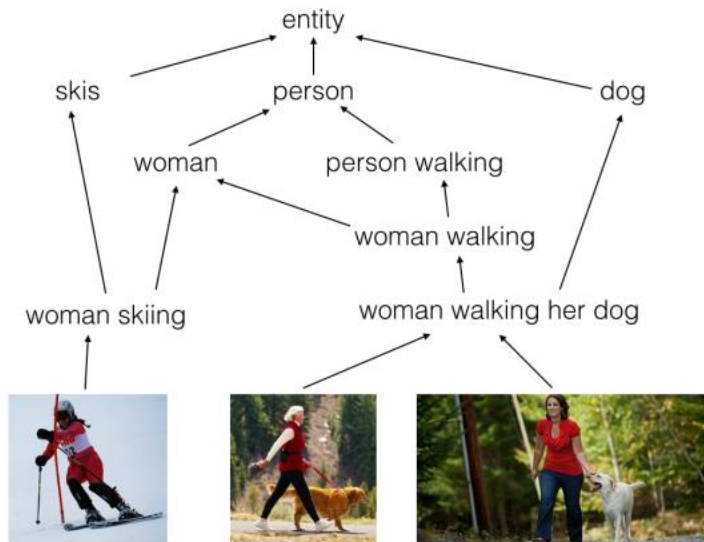 entity
skis
person
dog
woman
person walking
woman walking
woman skiing
woman walking her dog